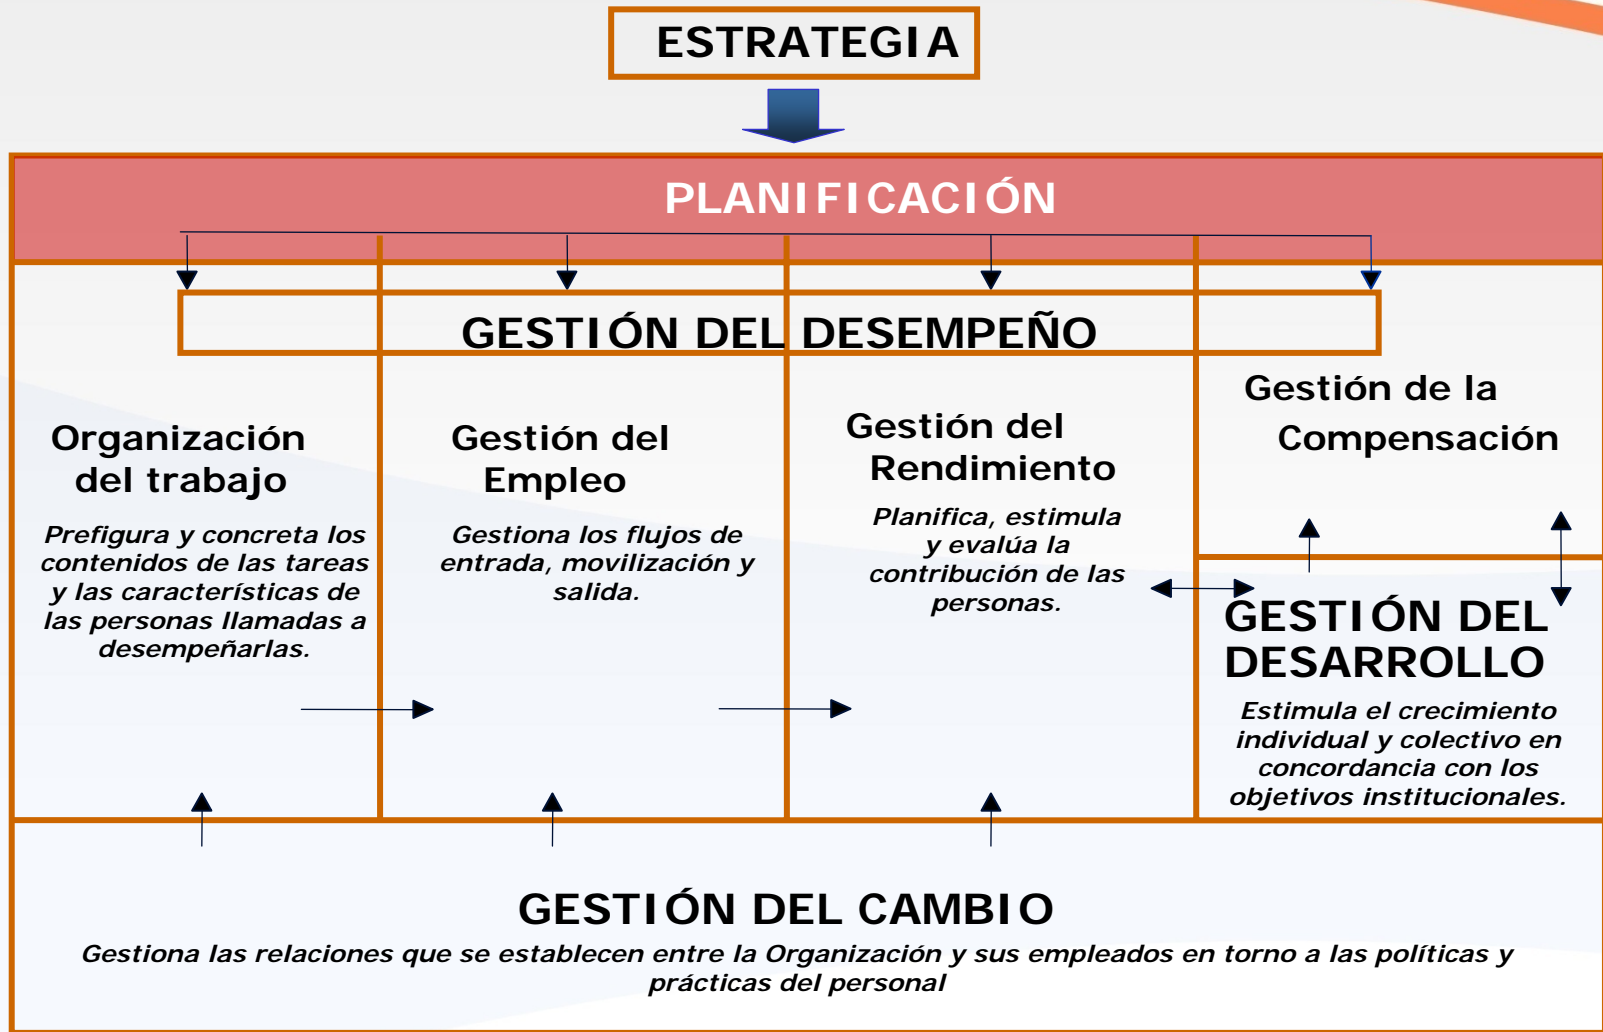 ESTRATEGIA
PLANIFICACIÓN
GESTIÓN DEL DESEMPEÑO
Organización
del trabajo
Prefigura y concreta los
contenidos de las tareas
y las características de
las personas llamadas a
desempeñarlas.
Gestión del
Empleo
Gestiona los flujos de
entrada, movilización y
salida.
Gestión del
Rendimiento
Planifica, estimula
y evalúa la
contribución de las
personas.
Gestión de la
Compensación
GESTIÓN DEL
DESARROLLO
Estimula el crecimiento
individual y colectivo en
concordancia con los
objetivos institucionales.
GESTIÓN DEL CAMBIO
Gestiona las relaciones que se establecen entre la Organización y sus empleados en torno a las políticas y
prácticas del personal